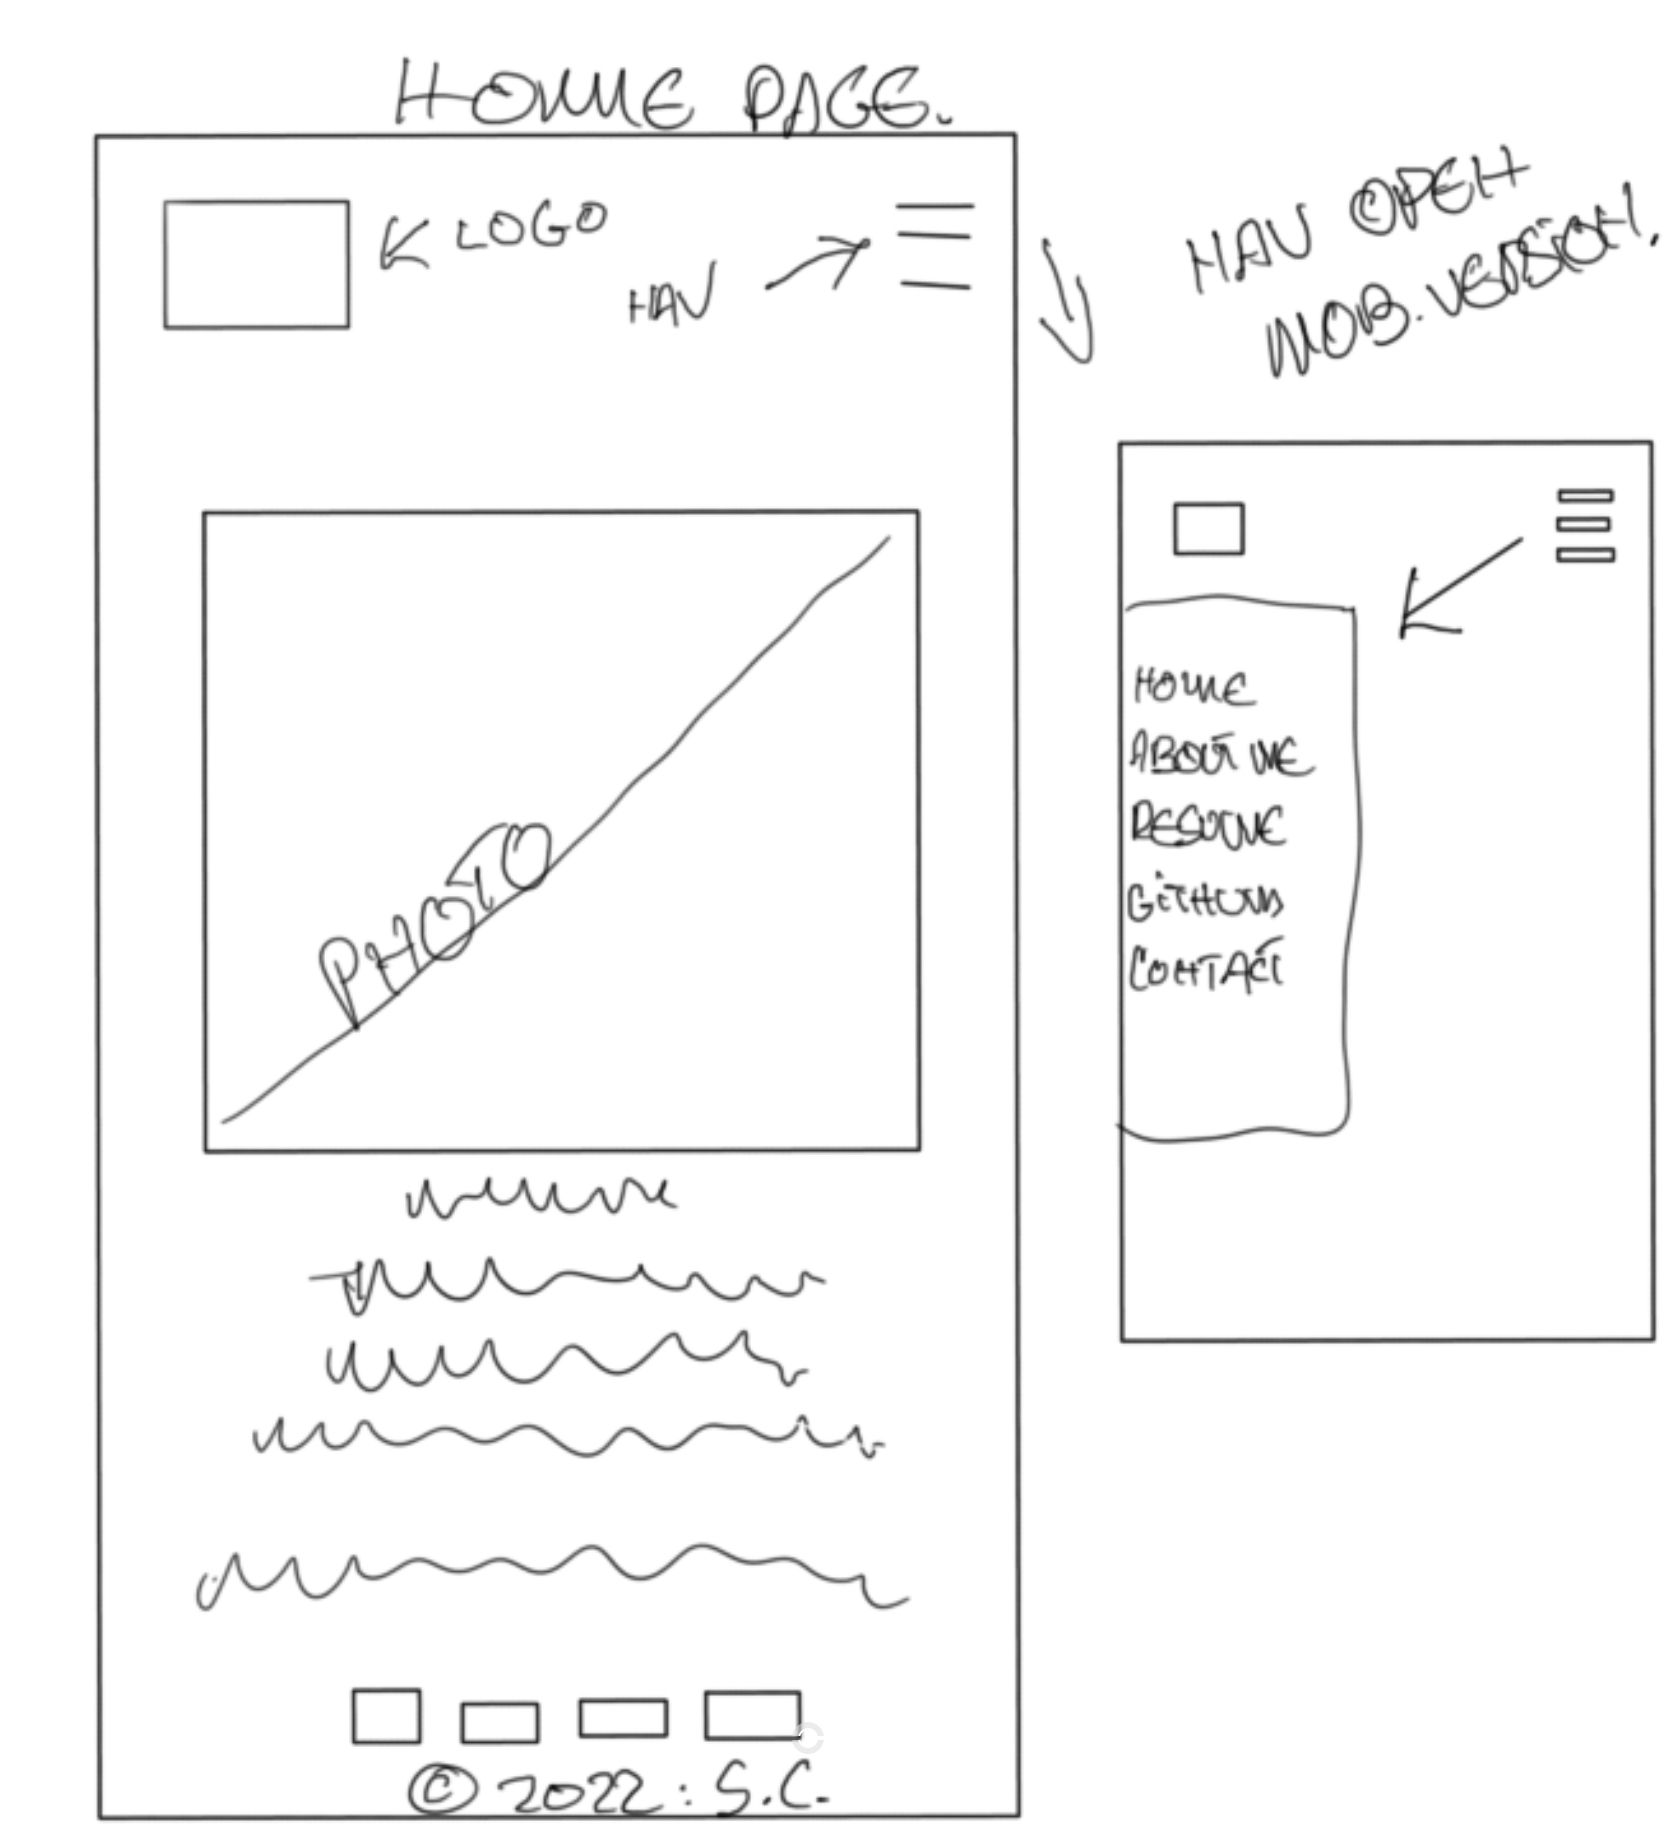 HOME PAGE.
LOGO
NAV
PHOTO
© 2022: S.C.
NAV OPEN
MOB. VERSION.
HOME
ABOUT ME
RESUME
GITHUB
CONTACT